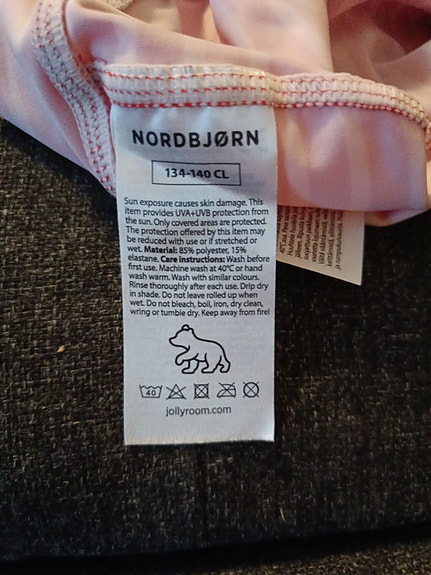 NORDBJØRN
134-140 CL
Sun exposure causes skin damage. This
item provides UVA+UVB protection from
the sun. Only covered areas are protected.
The protection offered by this item may
be reduced with use or if stretched or
wet. Material: 85% polyester, 15%
elastane. Care instructions: Wash before
first use. Machine wash at 40°C or hand
wash warm. Wash with similar colours.
Rinse thoroughly after each use. Drip dry
in shade. Do not leave rolled up when
wet. Do not bleach, boil, iron, dry clean,
wring or tumble dry. Keep away from fire!
40
jollyroom.com